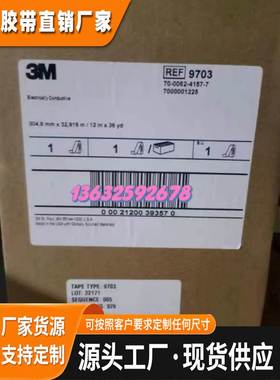 胶带直销厂家
3M
REF 9703
70-0062-4157-7
7000001225
Electrically Conductive
304.8 mm x 32,918 m / 12 in x 36 yd
1
1
1
13632592678
0 00 21200 39357 0
TAPE TYPE: 9703
LOT: 22171
SEQUENCE: 005
厂家货源
支持定制
可按照客户要求定制任何尺寸
源头工厂·现货供应